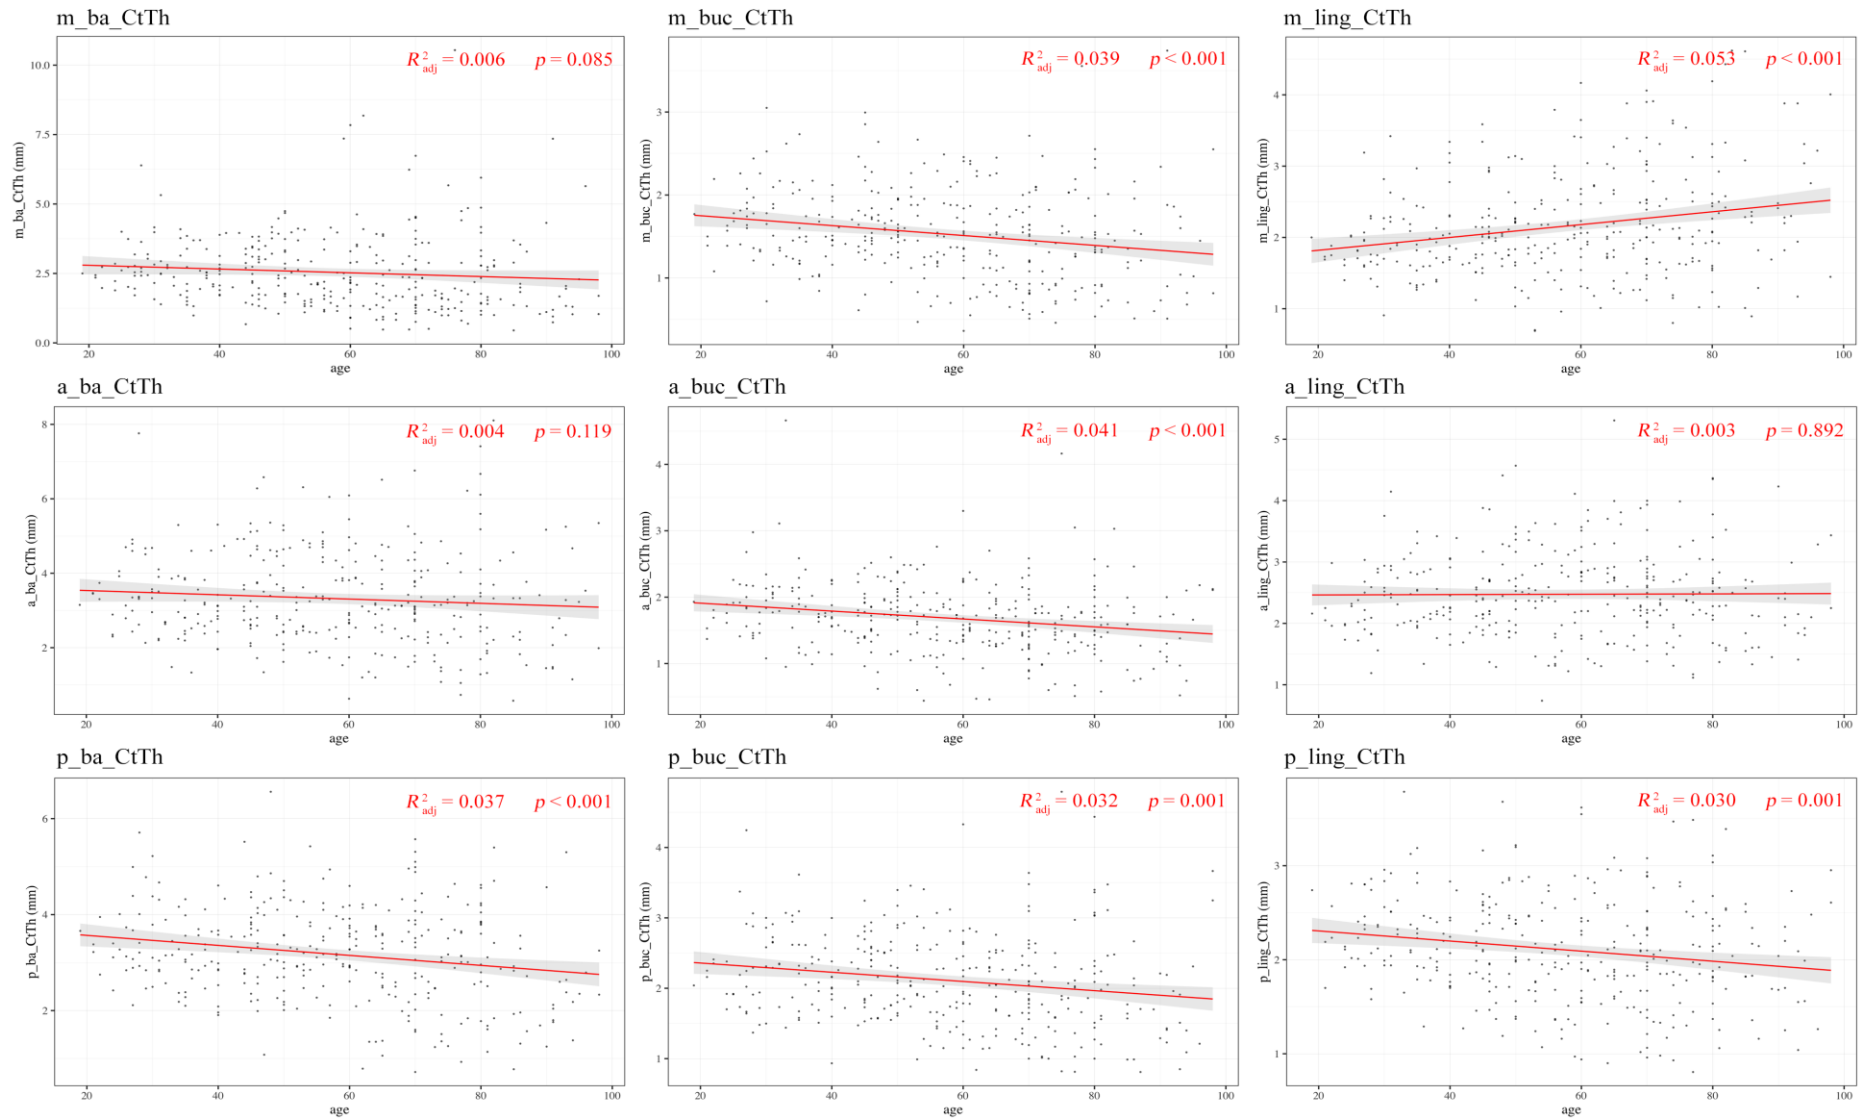 m_ba_CtTh
R²adj = 0.006 p = 0.085
m_ba_CtTh (mm)
10.0
7.5
5.0
2.5
0.0
20 40 60 80 100
age
m_buc_CtTh
R²adj = 0.039 p < 0.001
m_buc_CtTh (mm)
3
2
1
20 40 60 80 100
age
m_ling_CtTh
R²adj = 0.053 p < 0.001
m_ling_CtTh (mm)
4
3
2
1
20 40 60 80 100
age
a_ba_CtTh
R²adj = 0.004 p = 0.119
a_ba_CtTh (mm)
8
6
4
2
20 40 60 80 100
age
a_buc_CtTh
R²adj = 0.041 p < 0.001
a_buc_CtTh (mm)
4
3
2
1
20 40 60 80 100
age
a_ling_CtTh
R²adj = 0.003 p = 0.892
a_ling_CtTh (mm)
5
4
3
2
1
20 40 60 80 100
age
p_ba_CtTh
R²adj = 0.037 p < 0.001
p_ba_CtTh (mm)
6
4
2
20 40 60 80 100
age
p_buc_CtTh
R²adj = 0.032 p = 0.001
p_buc_CtTh (mm)
4
3
2
1
20 40 60 80 100
age
p_ling_CtTh
R²adj = 0.030 p = 0.001
p_ling_CtTh (mm)
3
2
1
20 40 60 80 100
age